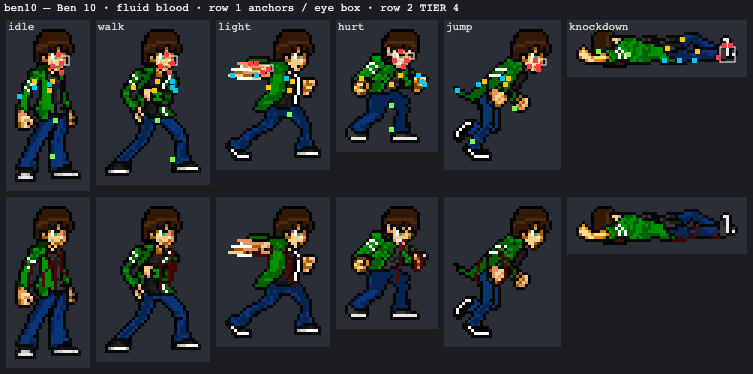 ben10 — Ben 10 · fluid blood · row 1 anchors / eye box · row 2 TIER 4
idle walk light hurt jump knockdown